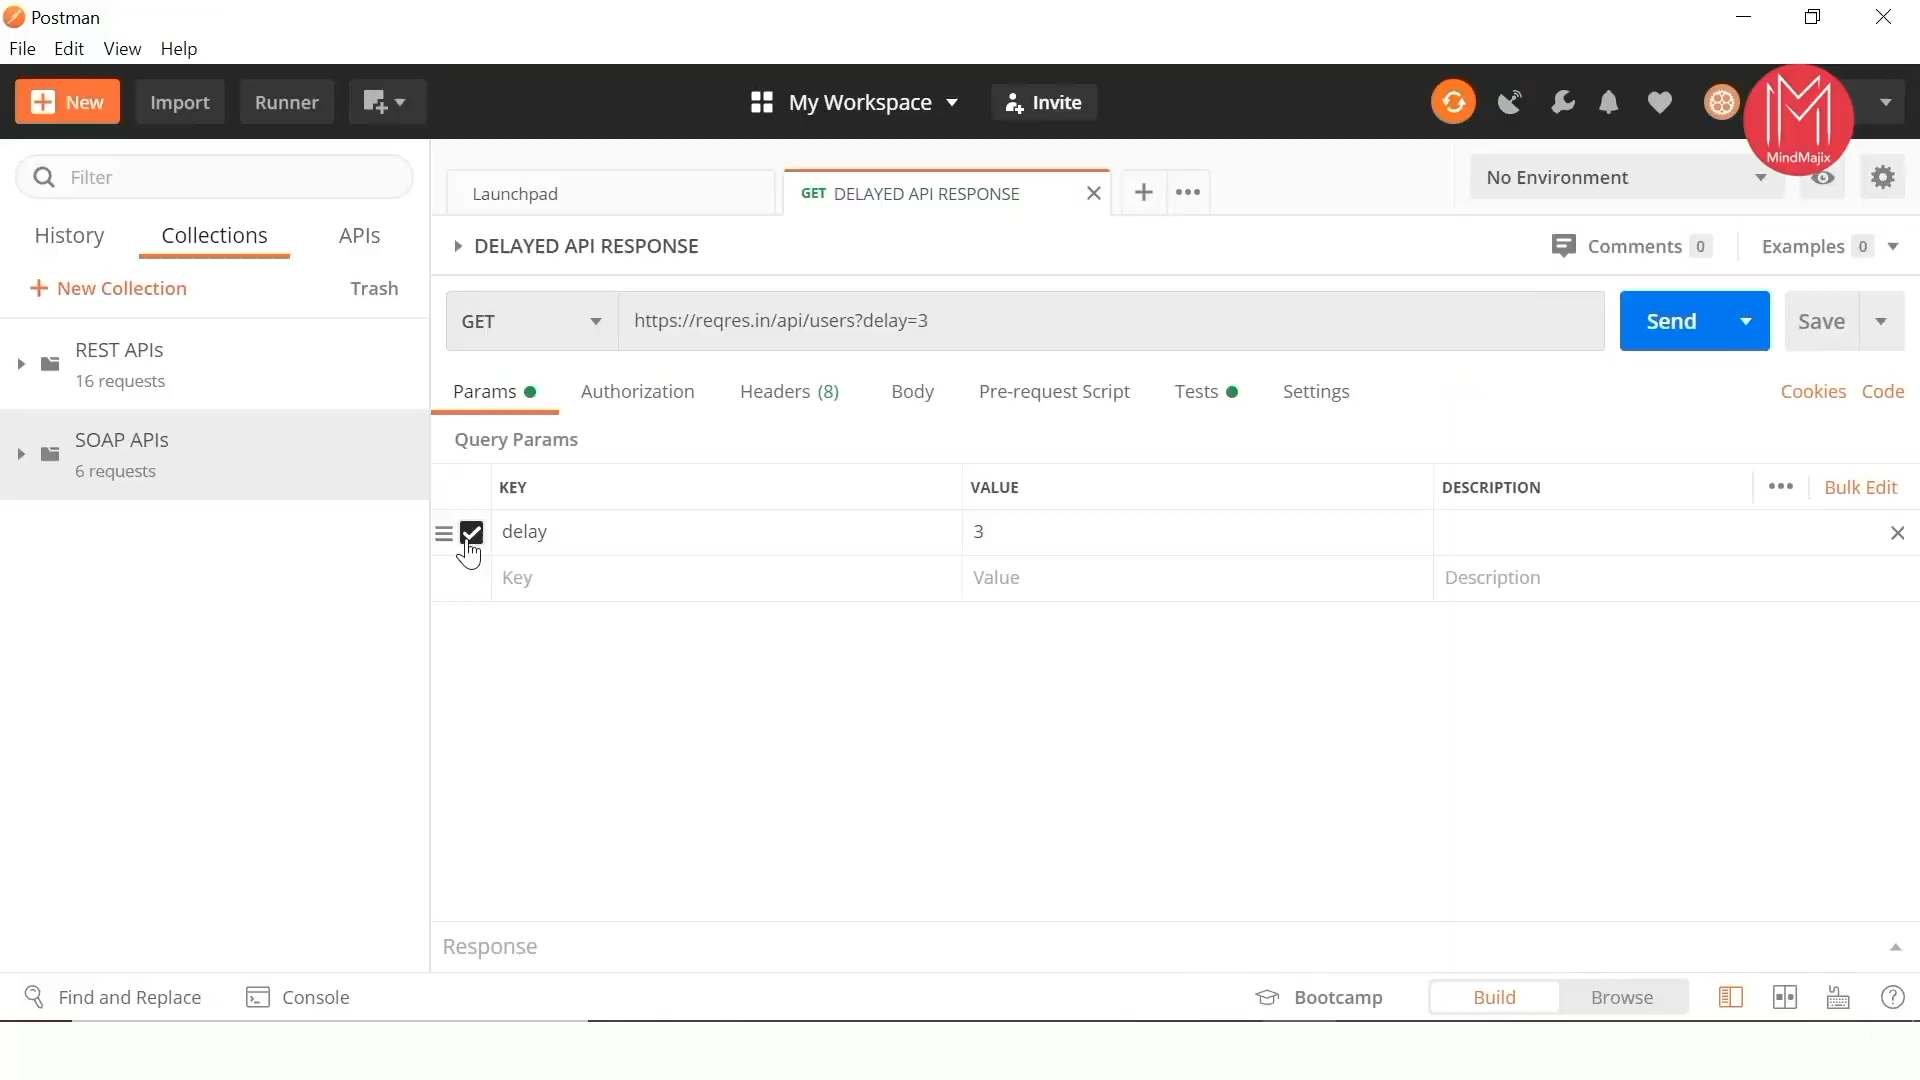 Postman
File Edit View Help
New Import Runner My Workspace Invite
MindMajix
Filter
Launchpad GET DELAYED API RESPONSE No Environment
History Collections APIs
DELAYED API RESPONSE Comments 0 Examples 0
New Collection Trash
GET https://reqres.in/api/users?delay=3 Send Save
REST APIs
16 requests
Params Authorization Headers (8) Body Pre-request Script Tests Settings Cookies Code
SOAP APIs
6 requests
Query Params
KEY VALUE DESCRIPTION Bulk Edit
delay 3
Key Value Description
Response
Find and Replace Console Bootcamp Build Browse